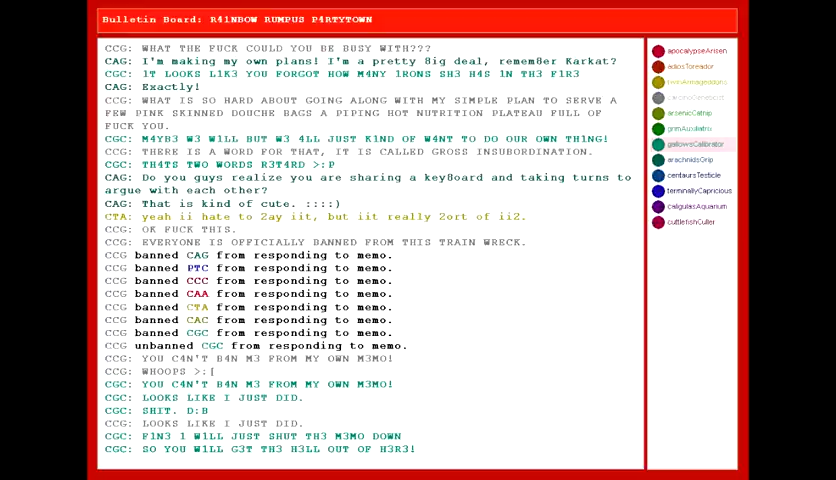 Bulletin Board: R41NBOW RUMPUS P4RTYTOWN
CCG: WHAT THE FUCK COULD YOU BE BUSY WITH???
CAG: I'm making my own plans! I'm a pretty 8ig deal, remem8er Karkat?
CGC: 1T LOOKS L1K3 YOU FORGOT HOW M4NY 1RONS SH3 H4S 1N TH3 F1R3
CAG: Exactly!
CCG: WHAT IS SO HARD ABOUT GOING ALONG WITH MY SIMPLE PLAN TO SERVE A
FEW PINK SKINNED DOUCHE BAGS A PIPING HOT NUTRITION PLATEAU FULL OF
FUCK YOU.
CGC: M4YB3 W3 W1LL BUT W3 4LL JUST K1ND OF W4NT TO DO OUR OWN TH1NG!
CCG: THERE IS A WORD FOR THAT, IT IS CALLED GROSS INSUBORDINATION.
CGC: TH4TS TWO WORDS R3T4RD >:P
CAG: Do you guys realize you are sharing a key8oard and taking turns to
argue with each other?
CAG: That is kind of cute. ::::)
CTA: yeah ii hate to 2ay iit, but iit really 2ort of ii2.
CCG: OK FUCK THIS.
CCG: EVERYONE IS OFFICIALLY BANNED FROM THIS TRAIN WRECK.
CCG banned CAG from responding to memo.
CCG banned PTC from responding to memo.
CCG banned CCC from responding to memo.
CCG banned CAA from responding to memo.
CCG banned CTA from responding to memo.
CCG banned CAC from responding to memo.
CCG banned CGC from responding to memo.
CCG unbanned CGC from responding to memo.
CCG: YOU C4N'T B4N M3 FROM MY OWN M3MO!
CCG: WHOOPS >:[
CGC: YOU C4N'T B4N M3 FROM MY OWN M3MO!
CGC: LOOKS LIKE I JUST DID.
CGC: SHIT. D:B
CCG: LOOKS LIKE I JUST DID.
CGC: F1N3 1 W1LL JUST SHUT TH3 M3MO DOWN
CGC: SO YOU W1LL G3T TH3 H3LL OUT OF H3R3!
apocalypseArisen
adiosToreador
twinArmageddons
arsenicCatnip
grimAuxiliatrix
gallowsCalibrator
arachnidsGrip
centaursTesticle
terminallyCapricious
caligulasAquarium
cuttlefishCuller